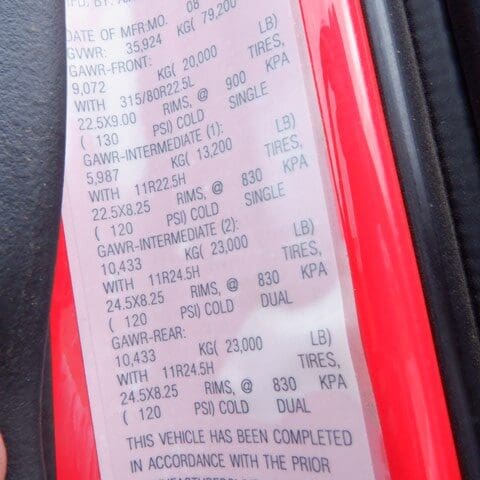 BY:
DATE OF MFR:MO. 08
GVWR: 35,924 KG( 79,200 LB)
GAWR-FRONT:
9,072 KG( 20,000 LB)
WITH 315/80R22.5L TIRES,
22.5X9.00 RIMS, @ 900 KPA
( 130 PSI) COLD SINGLE
GAWR-INTERMEDIATE (1):
5,987 KG( 13,200 LB)
WITH 11R22.5H TIRES,
22.5X8.25 RIMS, @ 830 KPA
( 120 PSI) COLD SINGLE
GAWR-INTERMEDIATE (2):
10,433 KG( 23,000 LB)
WITH 11R24.5H TIRES,
24.5X8.25 RIMS, @ 830 KPA
( 120 PSI) COLD DUAL
GAWR-REAR:
10,433 KG( 23,000 LB)
WITH 11R24.5H TIRES,
24.5X8.25 RIMS, @ 830 KPA
( 120 PSI) COLD DUAL
THIS VEHICLE HAS BEEN COMPLETED
IN ACCORDANCE WITH THE PRIOR